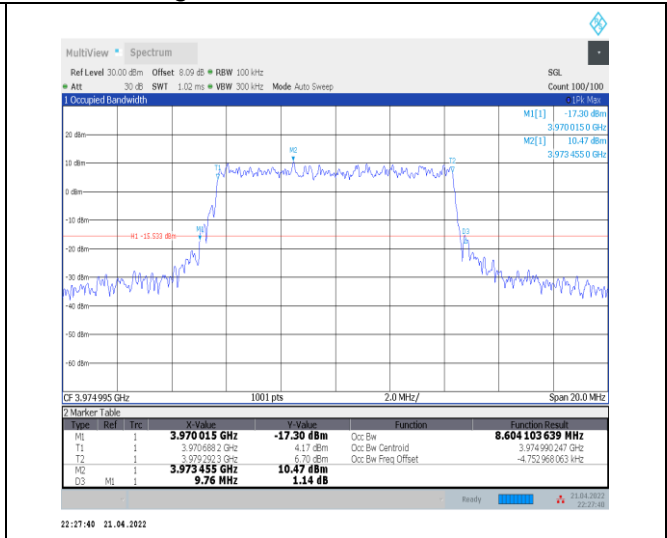 MultiView Spectrum
Ref Level 30.00 dBm Offset 8.09 dB RBW 100 kHz SGL
Att 30 dB SWT 1.02 ms VBW 300 kHz Mode Auto Sweep Count 100/100
1 Occupied Bandwidth 1Pk Max
M1[1] -17.30 dBm
3.9700150 GHz
20 dBm M2[1] 10.47 dBm
M2 3.9734550 GHz
10 dBm T1 T2
0 dBm
-10 dBm
H1 -15.533 dBm M1 D3
-20 dBm
-30 dBm
-40 dBm
-50 dBm
-60 dBm
CF 3.974995 GHz 1001 pts 2.0 MHz/ Span 20.0 MHz
2 Marker Table
Type Ref Trc X-Value Y-Value Function Function Result
M1 1 3.970015 GHz -17.30 dBm Occ Bw 8.604103639 MHz
T1 1 3.9706882 GHz 4.17 dBm Occ Bw Centroid 3.974990247 GHz
T2 1 3.9792923 GHz 6.70 dBm Occ Bw Freq Offset -4.752968063 kHz
M2 1 3.973455 GHz 10.47 dBm
D3 M1 1 9.76 MHz 1.14 dB
Ready 21.04.2022
22:27:40
22:27:40 21.04.2022